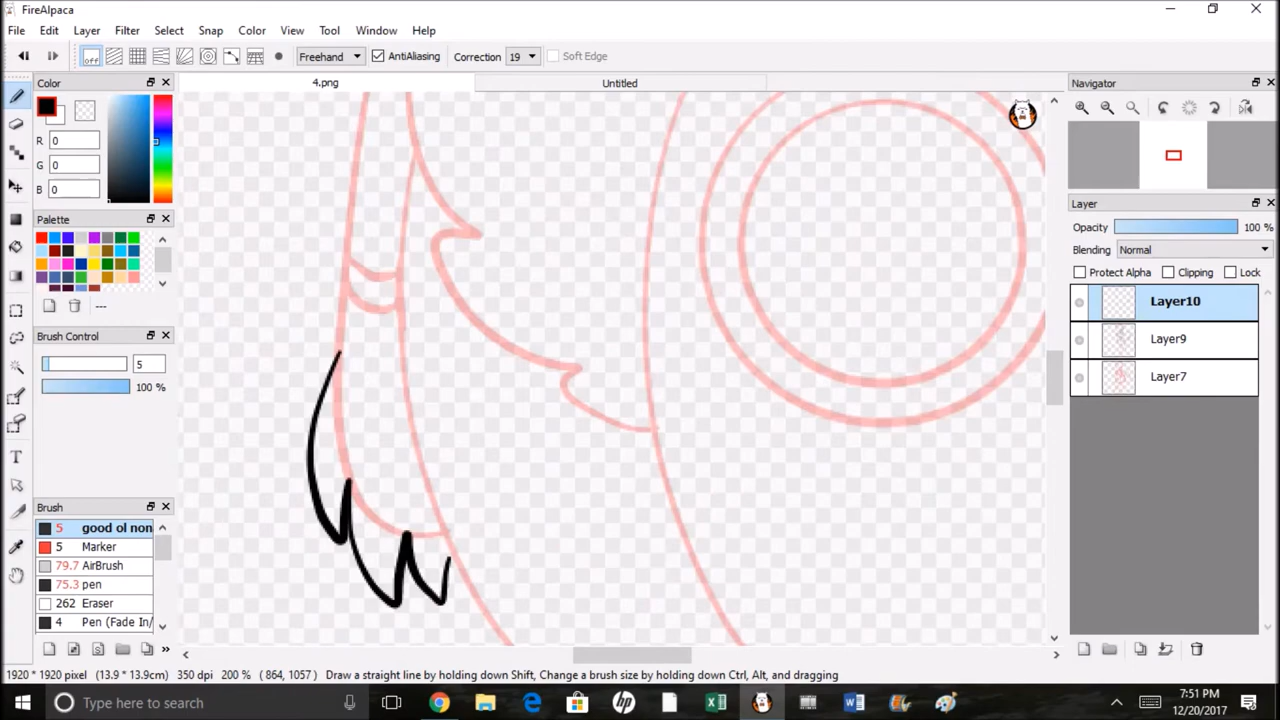 FireAlpaca
File Edit Layer Filter Select Snap Color View Tool Window Help
off Freehand AntiAliasing Correction 19 Soft Edge
Color
4.png Untitled
Navigator
R 0
G 0
B 0
Layer
Palette
Opacity 100 %
Blending Normal
Protect Alpha Clipping Lock
Layer10
---
Brush Control
Layer9
5
Layer7
100 %
Brush
5 good ol non
5 Marker
79.7 AirBrush
75.3 pen
262 Eraser
4 Pen (Fade In/
1920 * 1920 pixel (13.9 * 13.9cm) 350 dpi 200 % ( 864, 1057 ) Draw a straight line by holding down Shift, Change a brush size by holding down Ctrl, Alt, and dragging
Type here to search
7:51 PM
12/20/2017